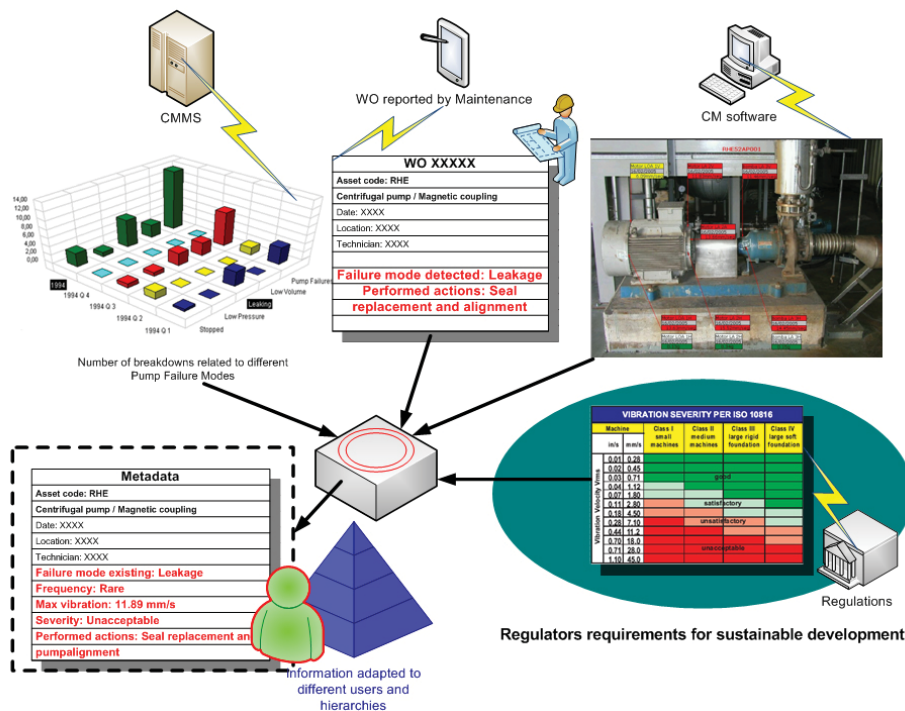 CMMS
WO reported by Maintenance
CM software
14,00
12,00
10,00
8,00
6,00
4,00
2,00
0,00
1994
1994 Q 4
1994 Q 3
1994 Q 2
1994 Q 1
Pump Failures
Low Volume
Leaking
Low Pressure
Stopped
Number of breakdowns related to different
Pump Failure Modes
WO XXXXX
Asset code: RHE
Centrifugal pump / Magnetic coupling
Date: XXXX
Location: XXXX
Technician: XXXX
Failure mode detected: Leakage
Performed actions: Seal
replacement and alignment
RHE52AP001
VIBRATION SEVERITY PER ISO 10816
Machine
Class I
small
machines
Class II
medium
machines
Class III
large rigid
foundation
Class IV
large soft
foundation
in/s mm/s
Vibration Velocity Vrms
0.01 0.28
0.02 0.45
0.03 0.71 good
0.04 1.12
0.07 1.80
0.11 2.80 satisfactory
0.18 4.50
0.28 7.10 unsatisfactory
0.44 11.2
0.70 18.0
0.71 28.0 unacceptable
1.10 45.0
Regulations
Regulators requirements for sustainable development
Metadata
Asset code: RHE
Centrifugal pump / Magnetic coupling
Date: XXXX
Location: XXXX
Technician: XXXX
Failure mode existing: Leakage
Frequency: Rare
Max vibration: 11.89 mm/s
Severity: Unacceptable
Performed actions: Seal replacement an
pumpalignment
Information adapted to
different users and
hierarchies